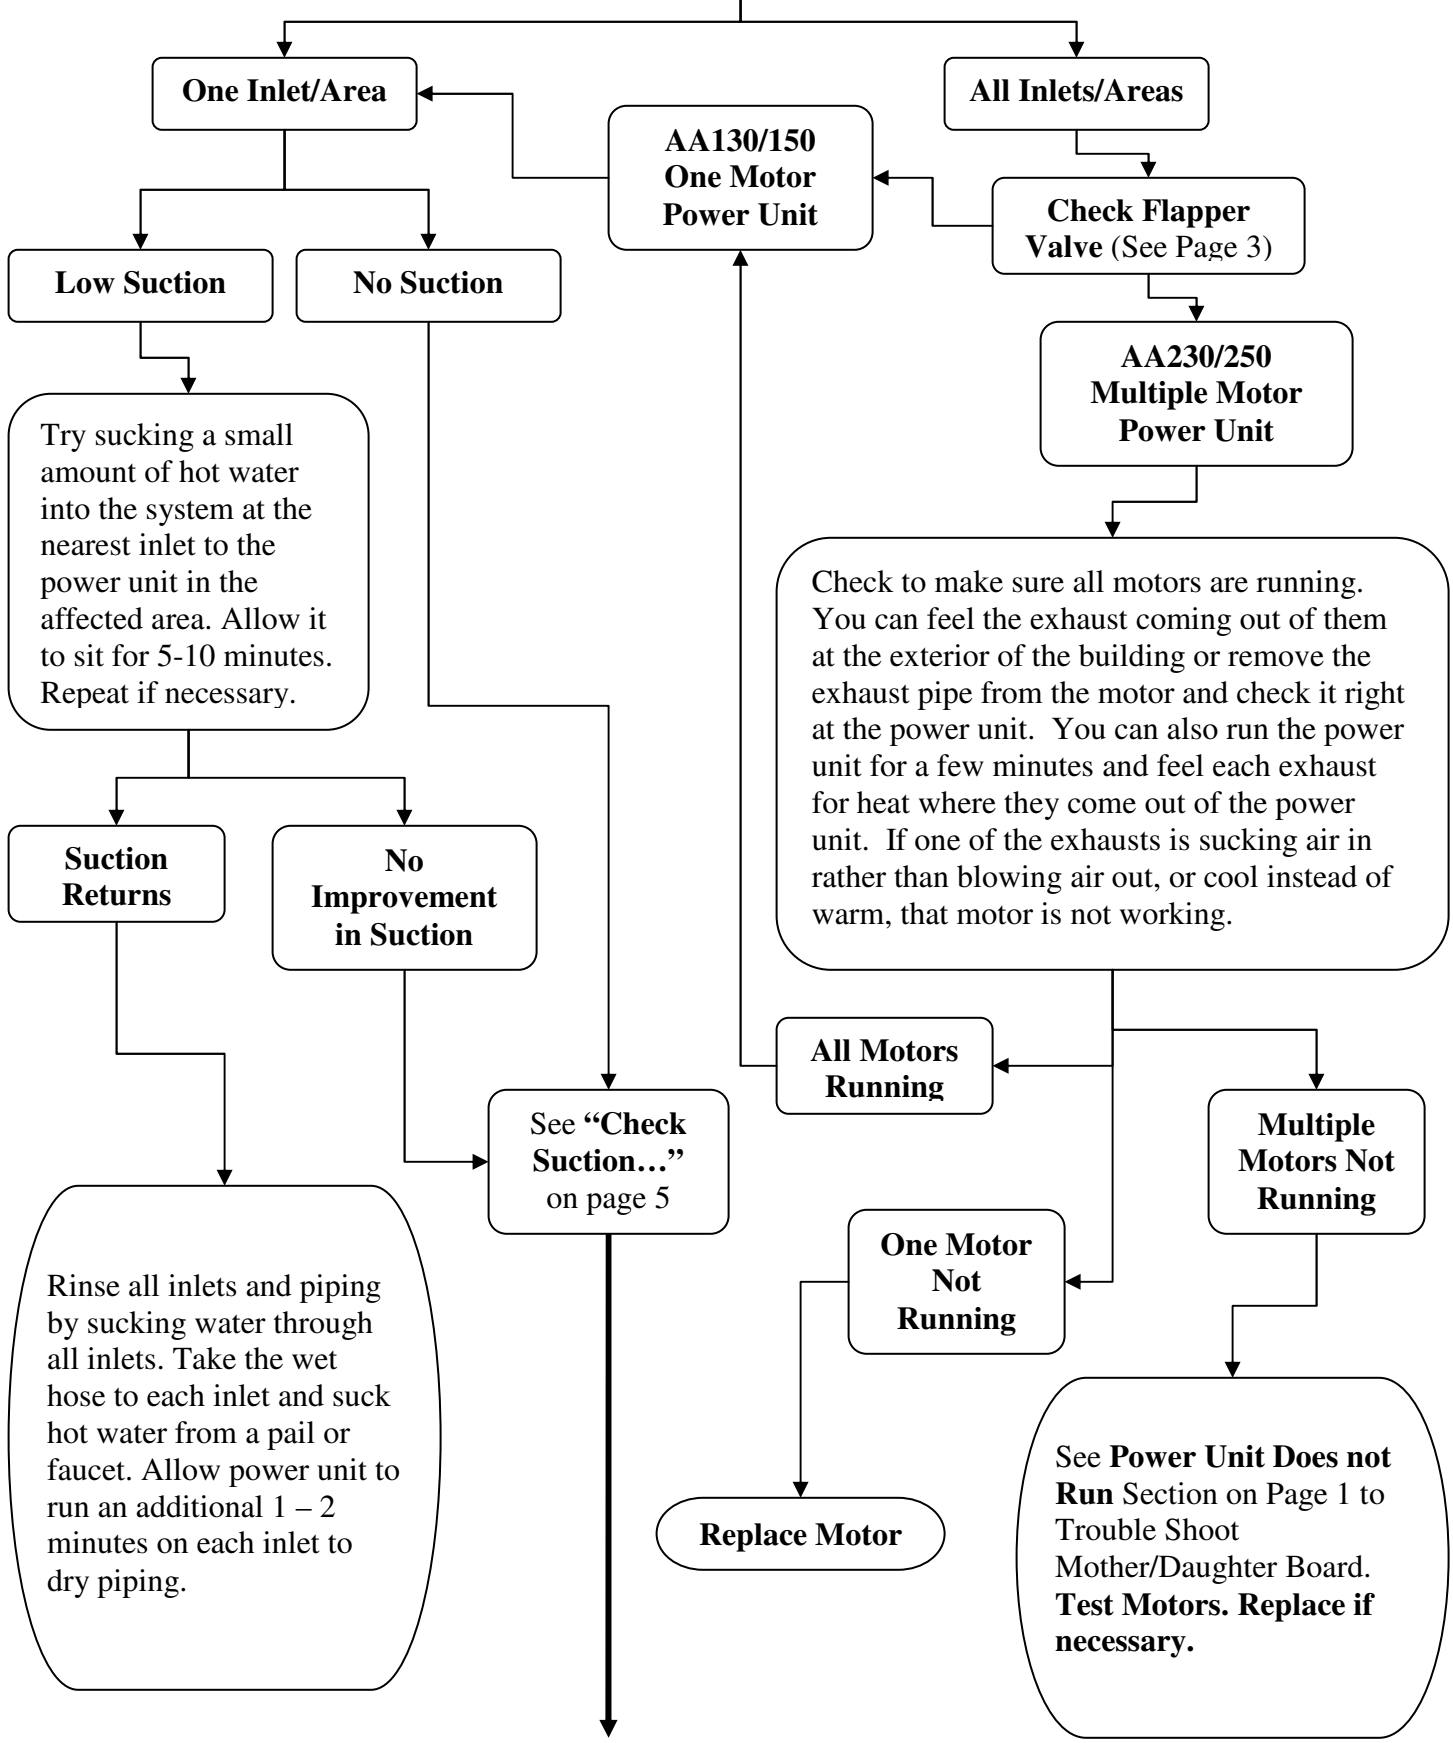 One Inlet/Area
All Inlets/Areas
AA130/150
One Motor
Power Unit
Check Flapper
Valve (See Page 3)
Low Suction
No Suction
AA230/250
Multiple Motor
Power Unit
Try sucking a small
amount of hot water
into the system at the
nearest inlet to the
power unit in the
affected area. Allow it
to sit for 5-10 minutes.
Repeat if necessary.
Check to make sure all motors are running.
You can feel the exhaust coming out of them
at the exterior of the building or remove the
exhaust pipe from the motor and check it right
at the power unit.  You can also run the power
unit for a few minutes and feel each exhaust
for heat where they come out of the power
unit.  If one of the exhausts is sucking air in
rather than blowing air out, or cool instead of
warm, that motor is not working.
Suction
Returns
No
Improvement
in Suction
All Motors
Running
See “Check
Suction…”
on page 5
Multiple
Motors Not
Running
One Motor
Not
Running
Rinse all inlets and piping
by sucking water through
all inlets. Take the wet
hose to each inlet and suck
hot water from a pail or
faucet. Allow power unit to
run an additional 1 – 2
minutes on each inlet to
dry piping.
Replace Motor
See Power Unit Does not
Run Section on Page 1 to
Trouble Shoot
Mother/Daughter Board.
Test Motors. Replace if
necessary.